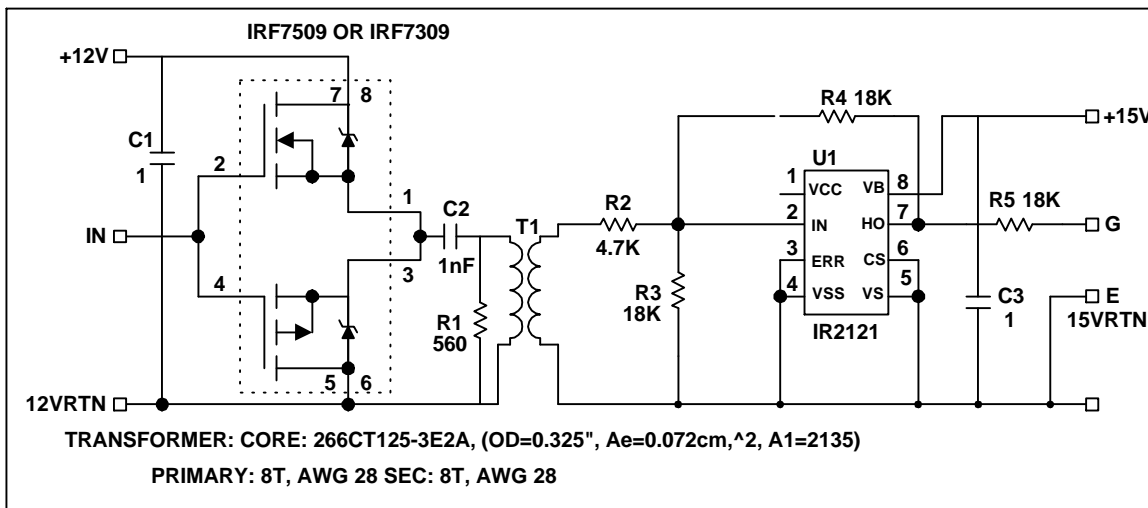 IRF7509 OR IRF7309
+12V
7 8
C1
1
2
IN
4
1
3
5 6
12VRTN
C2
1nF
R1
560
T1
R2
4.7K
R3
18K
R4 18K
U1
1
VCC
VB
8
2
IN
HO
7
3
ERR
CS
6
4
VSS
VS
5
IR2121
+15V
R5 18K
G
C3
1
E
15VRTN
TRANSFORMER: CORE: 266CT125-3E2A, (OD=0.325", Ae=0.072cm,^2, A1=2135)
PRIMARY: 8T, AWG 28 SEC: 8T, AWG 28